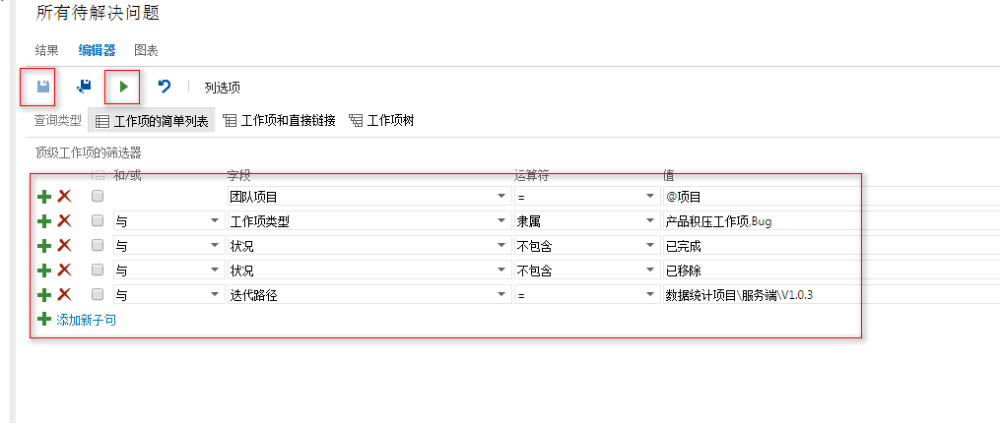 所有待解决问题
结果 编辑器 图表
列选项
查询类型 工作项的简单列表 工作项和直接链接 工作项树
顶级工作项的筛选器
和/或 字段 运算符 值
团队项目 = @项目
与 工作项类型 隶属 产品积压工作项,Bug
与 状况 不包含 已完成
与 状况 不包含 已移除
与 迭代路径 = 数据统计项目\服务端\V1.0.3
添加新子句